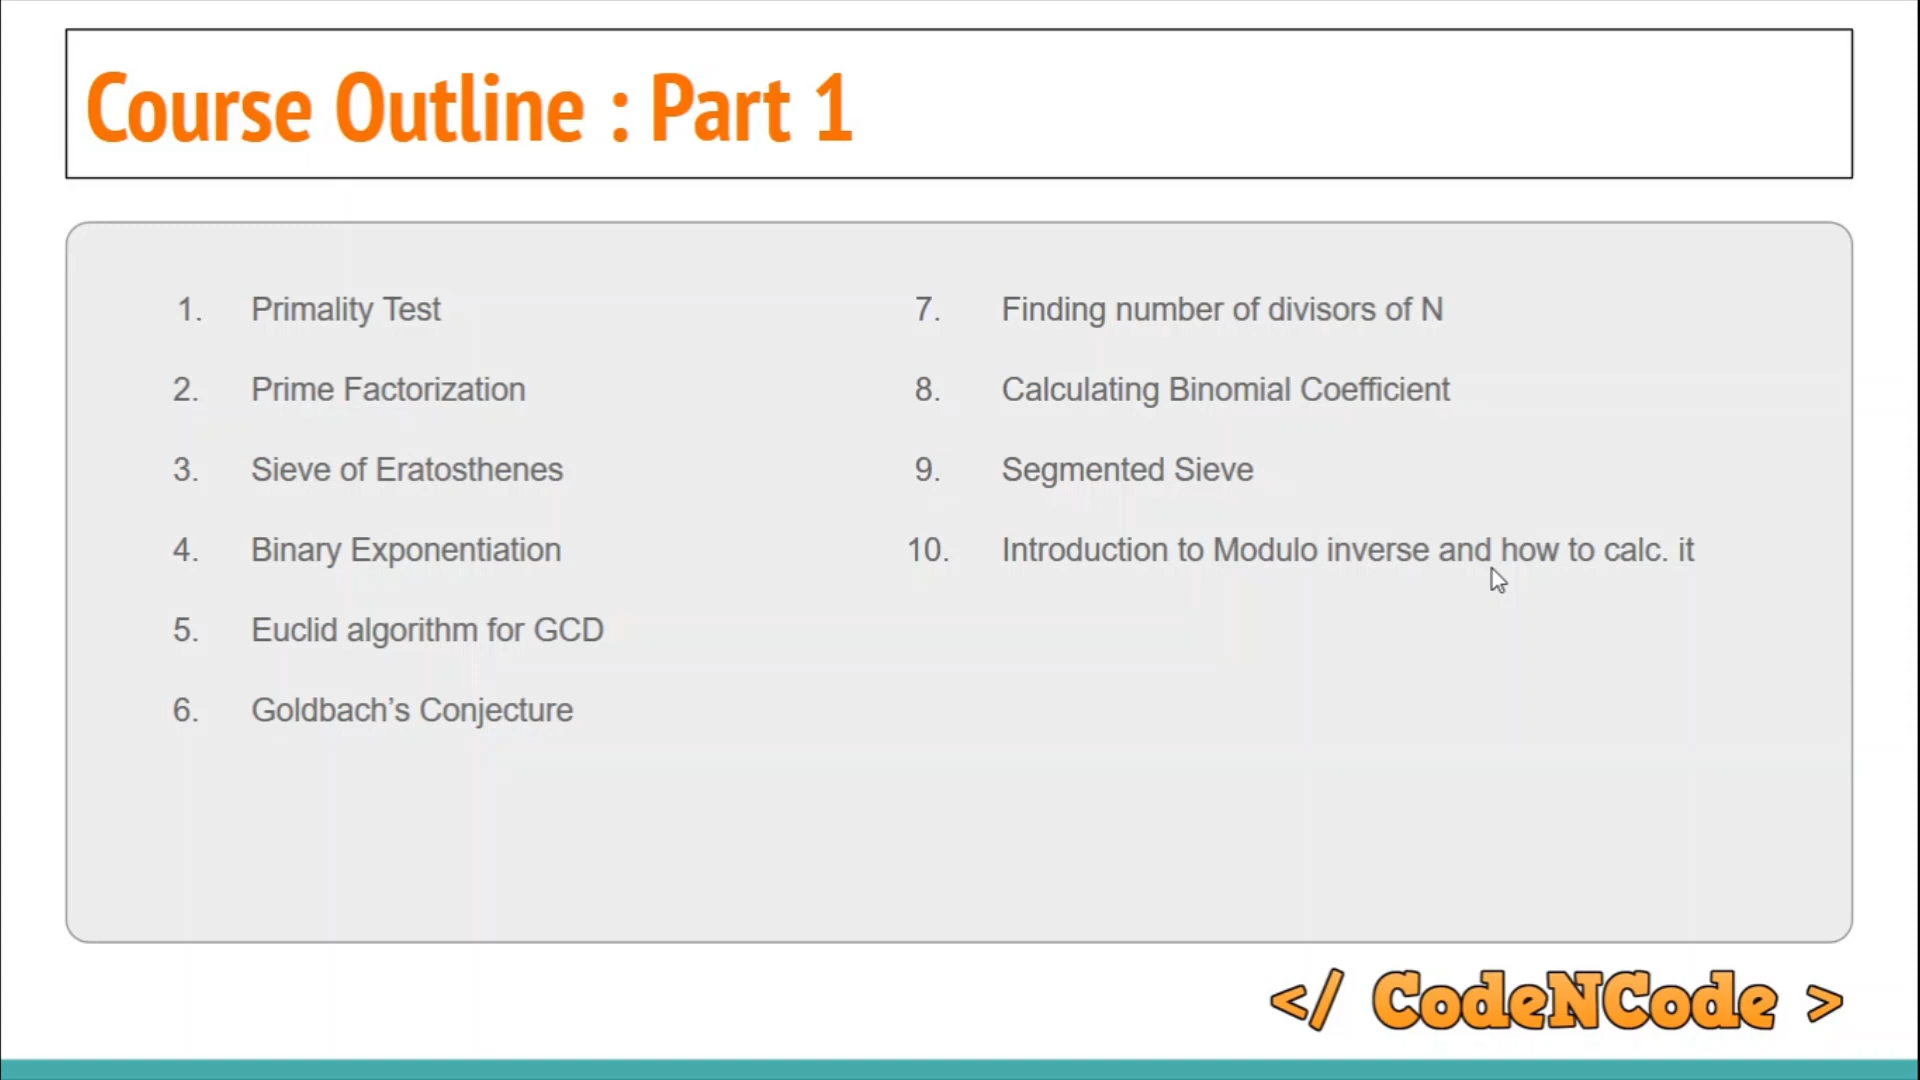 Course Outline : Part 1
1. Primality Test
2. Prime Factorization
3. Sieve of Eratosthenes
4. Binary Exponentiation
5. Euclid algorithm for GCD
6. Goldbach’s Conjecture
7. Finding number of divisors of N
8. Calculating Binomial Coefficient
9. Segmented Sieve
10. Introduction to Modulo inverse and how to calc. it
</ CodeNCode >